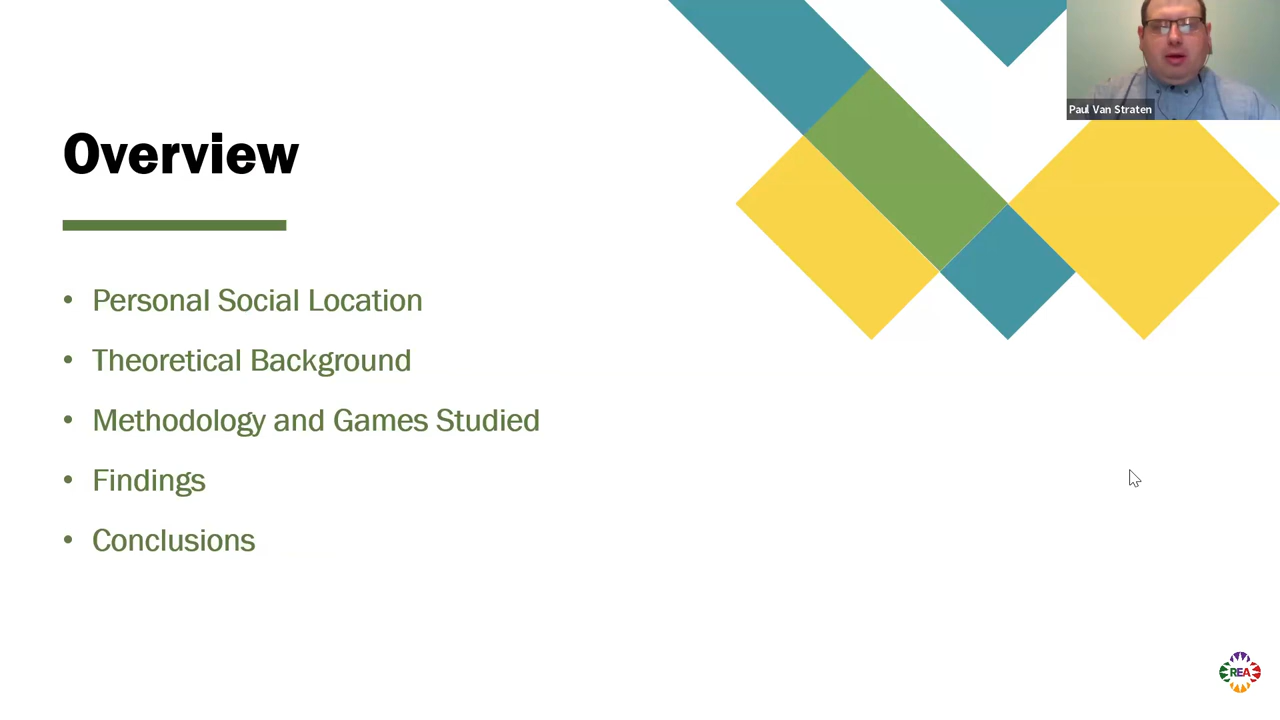 Paul Van Straten
Overview
• Personal Social Location
• Theoretical Background
• Methodology and Games Studied
• Findings
• Conclusions
REA